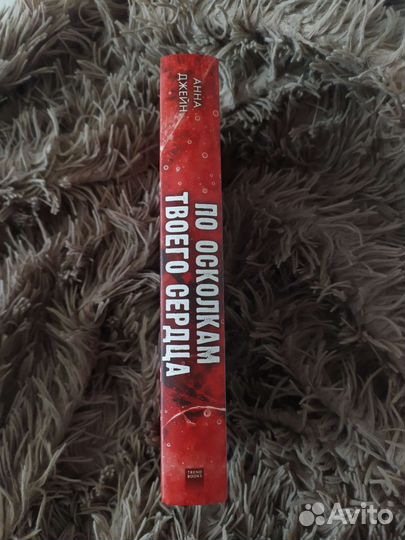 АННА
ДЖЕЙН
ПО ОСКОЛКАМ
ТВОЕГО СЕРДЦА
TREND
BOOKS
Avito